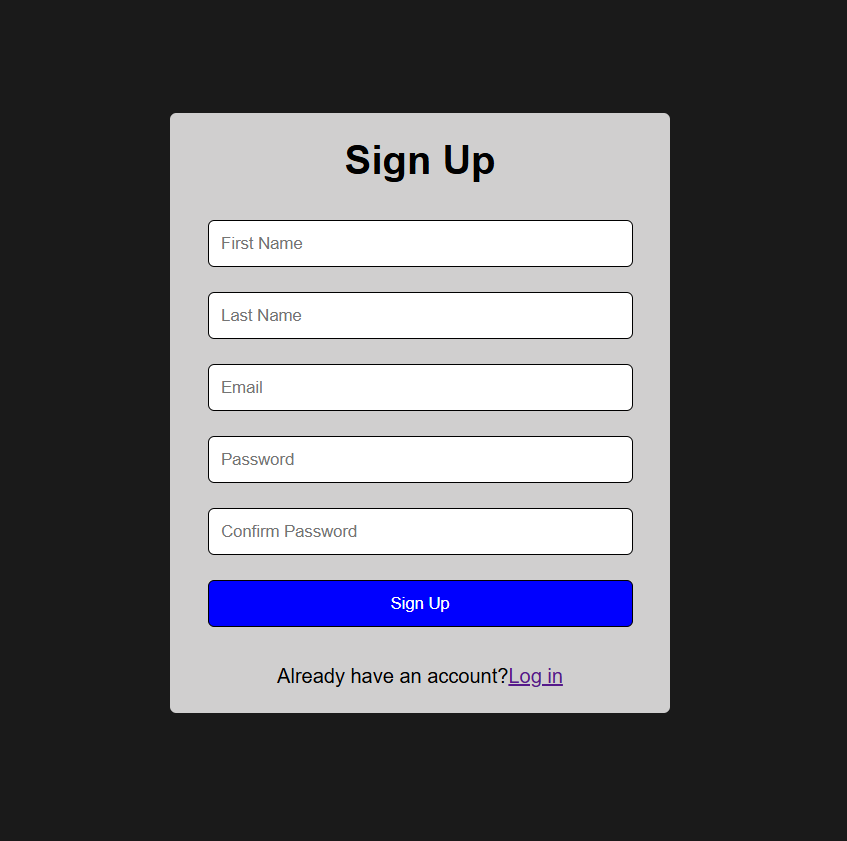 Sign Up
First Name
Last Name
Email
Password
Confirm Password
Sign Up
Already have an account?Log in